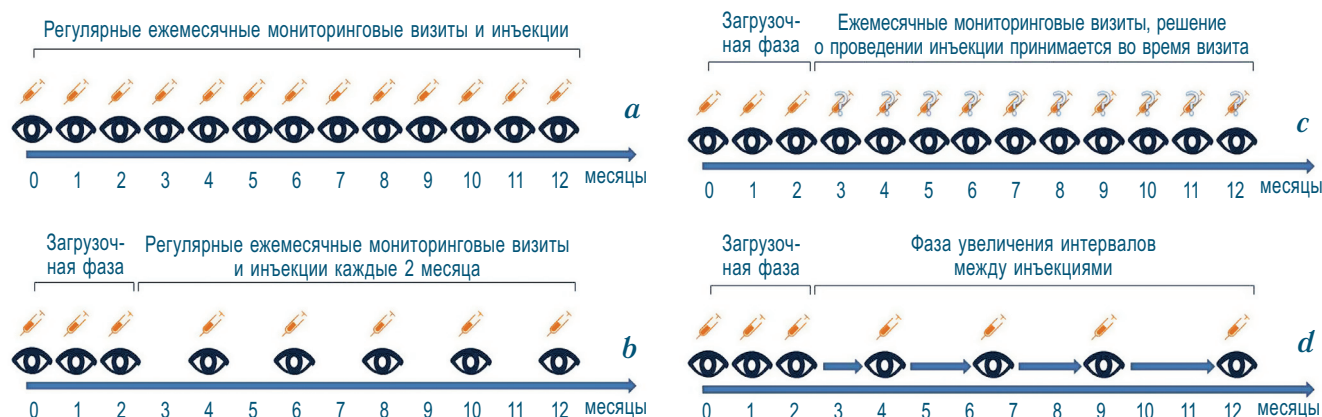 Регулярные ежемесячные мониторинговые визиты и инъекции
a
0 1 2 3 4 5 6 7 8 9 10 11 12 месяцы
Загрузоч-
ная фаза
Регулярные ежемесячные мониторинговые визиты
и инъекции каждые 2 месяца
b
0 1 2 3 4 5 6 7 8 9 10 11 12 месяцы
Загрузоч-
ная фаза
Ежемесячные мониторинговые визиты, решение
о проведении инъекции принимается во время визита
? ? ? ? ? ? ? ? ? ?
c
0 1 2 3 4 5 6 7 8 9 10 11 12 месяцы
Загрузоч-
ная фаза
Фаза увеличения интервалов
между инъекциями
d
0 1 2 3 4 5 6 7 8 9 10 11 12 месяцы